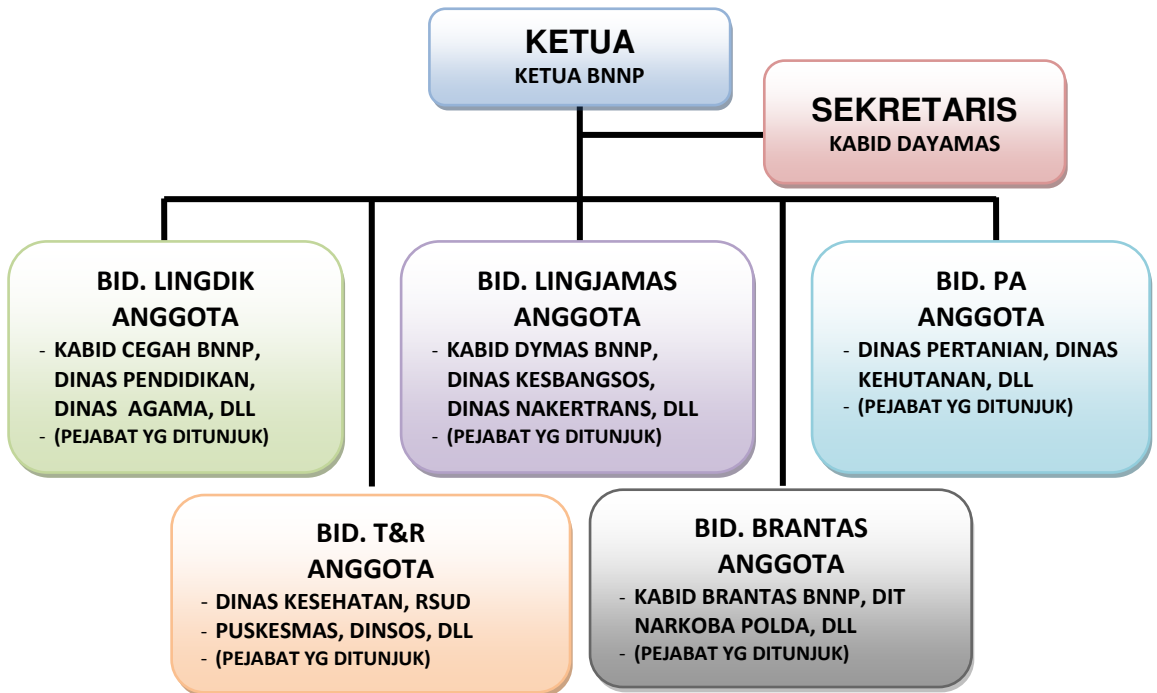 KETUA
KETUA BNNP
SEKRETARIS
KABID DAYAMAS
BID. LINGDIK
ANGGOTA
- KABID CEGAH BNNP,
DINAS PENDIDIKAN,
DINAS AGAMA, DLL
- (PEJABAT YG DITUNJUK)
BID. LINGJAMAS
ANGGOTA
- KABID DYMAS BNNP,
DINAS KESBANGSOS,
DINAS NAKERTRANS, DLL
- (PEJABAT YG DITUNJUK)
BID. PA
ANGGOTA
- DINAS PERTANIAN, DINAS
KEHUTANAN, DLL
- (PEJABAT YG DITUNJUK)
BID. T&R
ANGGOTA
- DINAS KESEHATAN, RSUD
- PUSKESMAS, DINSOS, DLL
- (PEJABAT YG DITUNJUK)
BID. BRANTAS
ANGGOTA
- KABID BRANTAS BNNP, DIT
NARKOBA POLDA, DLL
- (PEJABAT YG DITUNJUK)